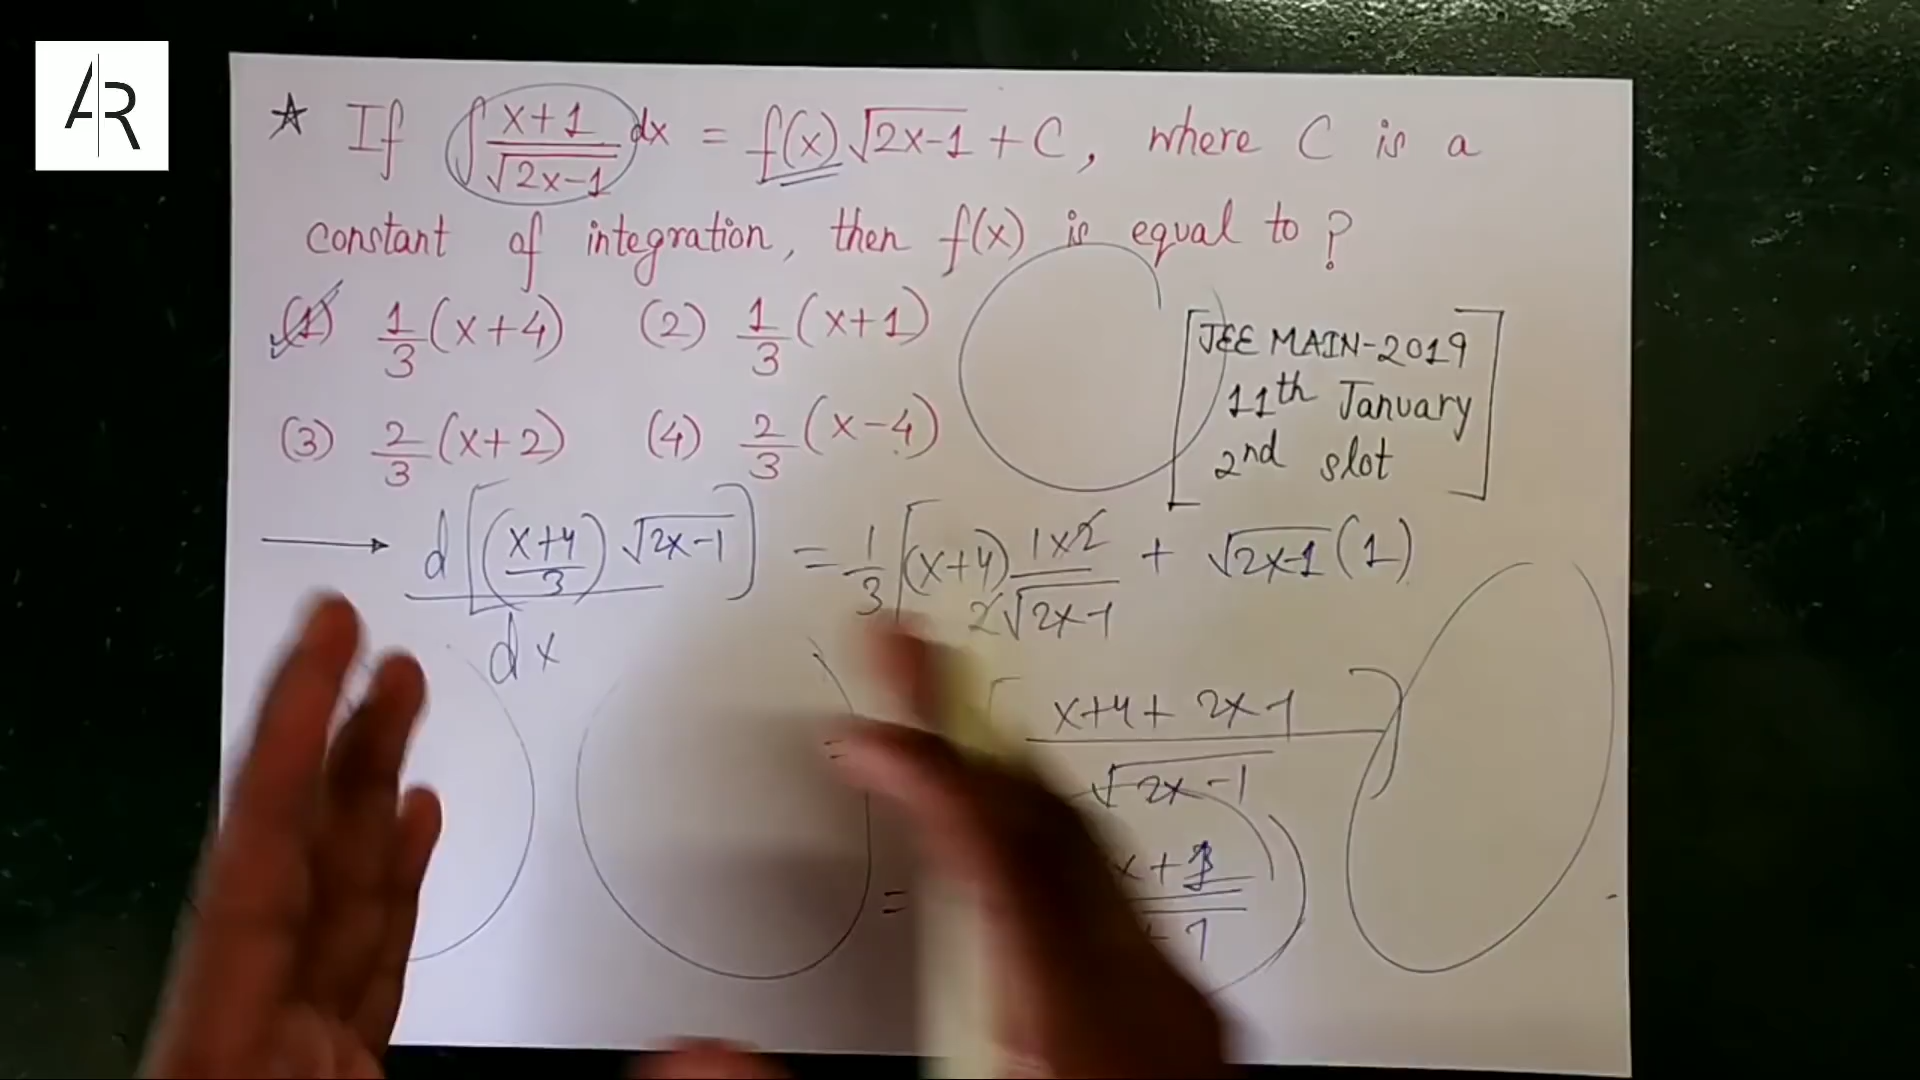 AR
☆ If ∫ x+1/√2x-1 dx = f(x)√2x-1 + C, where C is a
constant of integration, then f(x) is equal to ?
(1) 1/3 (x+4) (2) 1/3 (x+1)
(3) 2/3 (x+2) (4) 2/3 (x-4)
[JEE MAIN-2019
11th January
2nd slot]
→ d[(x+4/3) √2x-1]/dx = 1/3 [(x+4) 1x2/2√2x-1 + √2x-1 (1)
= x+4 + 2x-1/√2x-1
=